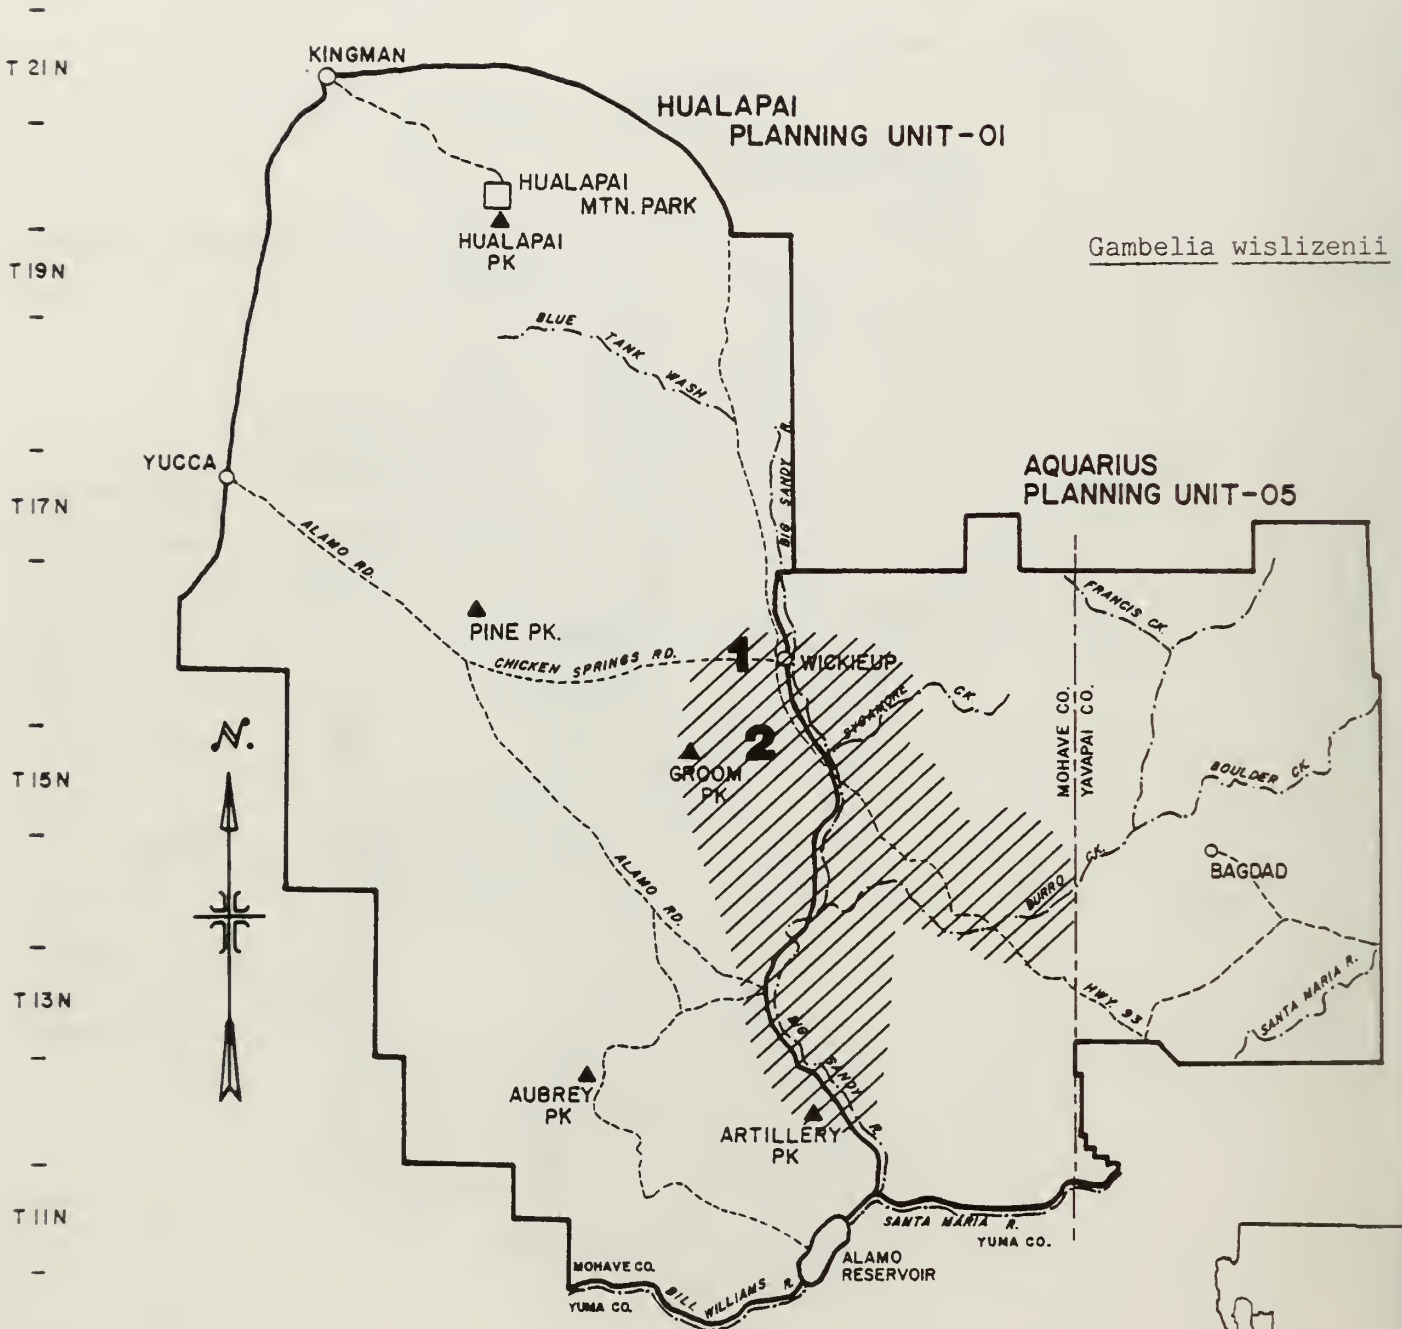 KINGMAN
T 21 N
HUALAPAI
PLANNING UNIT-01
HUALAPAI
MTN. PARK
HUALAPAI
PK
Gambelia wislizenii
T 19 N
BLUE TANK WASH
BIG SANDY R.
YUCCA
AQUARIUS
PLANNING UNIT-05
T 17 N
ALAMO RD.
FRANCIS CK.
PINE PK.
CHICKEN SPRINGS RD.
1
WICKIEUP
SYCAMORE CK
MOHAVE CO.
YAVAPAI CO.
N.
2
GROOM
PK
T 15 N
BOULDER CK.
BAGDAD
ALAMO RD.
BURRO CK.
T 13 N
HWY. 93
SANTA MARIA R.
BIG SANDY R.
AUBREY
PK
ARTILLERY
PK
T 11 N
SANTA MARIA R.
YUMA CO.
ALAMO
RESERVOIR
MOHAVE CO.
YUMA CO.
BILL WILLIAMS R.